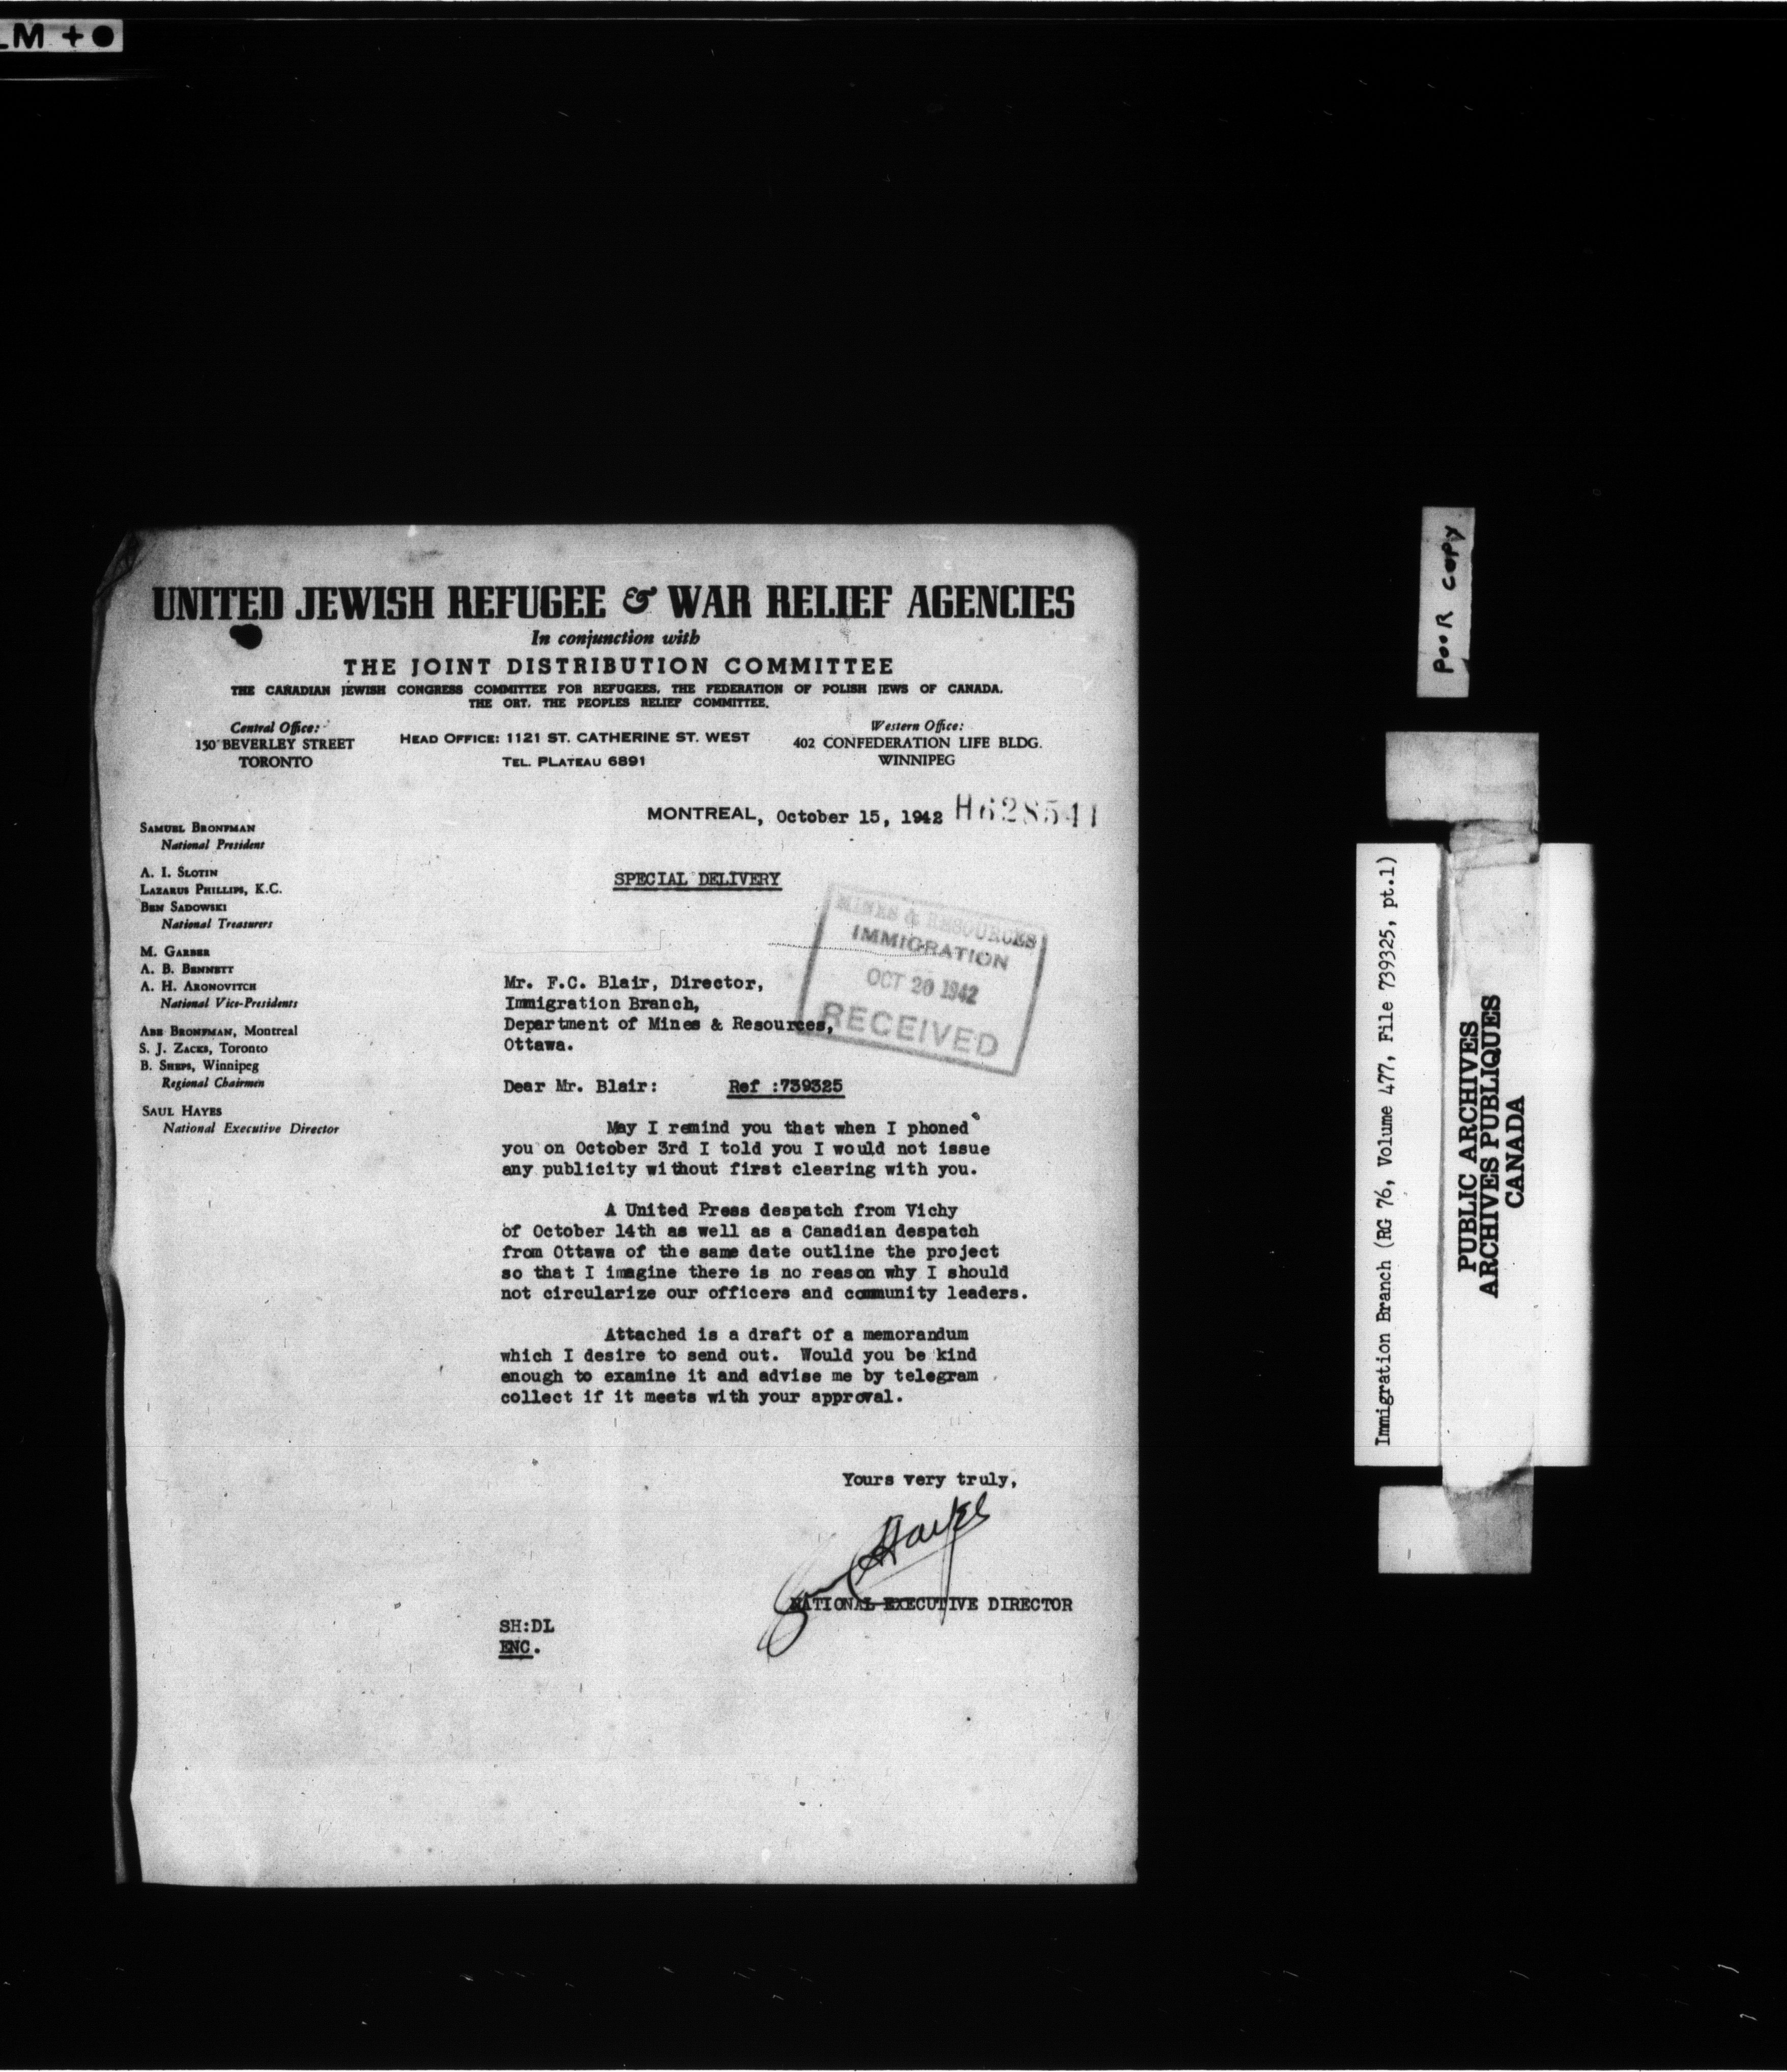 LM +●
UNITED JEWISH REFUGEE & WAR RELIEF AGENCIES
In conjunction with
THE JOINT DISTRIBUTION COMMITTEE
THE CANADIAN JEWISH CONGRESS COMMITTEE FOR REFUGEES. THE FEDERATION OF POLISH JEWS OF CANADA.
THE ORT. THE PEOPLES RELIEF COMMITTEE.
Central Office:
150 BEVERLEY STREET
TORONTO
HEAD OFFICE: 1121 ST. CATHERINE ST. WEST
TEL. PLATEAU 6891
Western Office:
402 CONFEDERATION LIFE BLDG.
WINNIPEG
MONTREAL, October 15, 1942 H628541
SAMUEL BRONFMAN
National President
A. I. SLOTIN
LAZARUS PHILLIPS, K.C.
BEN SADOWSKI
National Treasurers
M. GARBER
A. B. BENNETT
A. H. ARONOVITCH
National Vice-Presidents
ABE BRONFMAN, Montreal
S. J. ZACKS, Toronto
B. SHEPS, Winnipeg
Regional Chairmen
SAUL HAYES
National Executive Director
SPECIAL DELIVERY
MINES & RESOURCES
IMMIGRATION
OCT 20 1942
RECEIVED
Mr. F.C. Blair, Director,
Immigration Branch,
Department of Mines & Resources,
Ottawa.
Dear Mr. Blair: Ref :739325
May I remind you that when I phoned
you on October 3rd I told you I would not issue
any publicity without first clearing with you.
A United Press despatch from Vichy
of October 14th as well as a Canadian despatch
from Ottawa of the same date outline the project
so that I imagine there is no reason why I should
not circularize our officers and community leaders.
Attached is a draft of a memorandum
which I desire to send out. Would you be kind
enough to examine it and advise me by telegram
collect if it meets with your approval.
Yours very truly,
Saul Hayes
NATIONAL EXECUTIVE DIRECTOR
SH:DL
ENC.
POOR COPY
Immigration Branch (RG 76, Volume 477, File 739325, pt.1)
PUBLIC ARCHIVES
ARCHIVES PUBLIQUES
CANADA